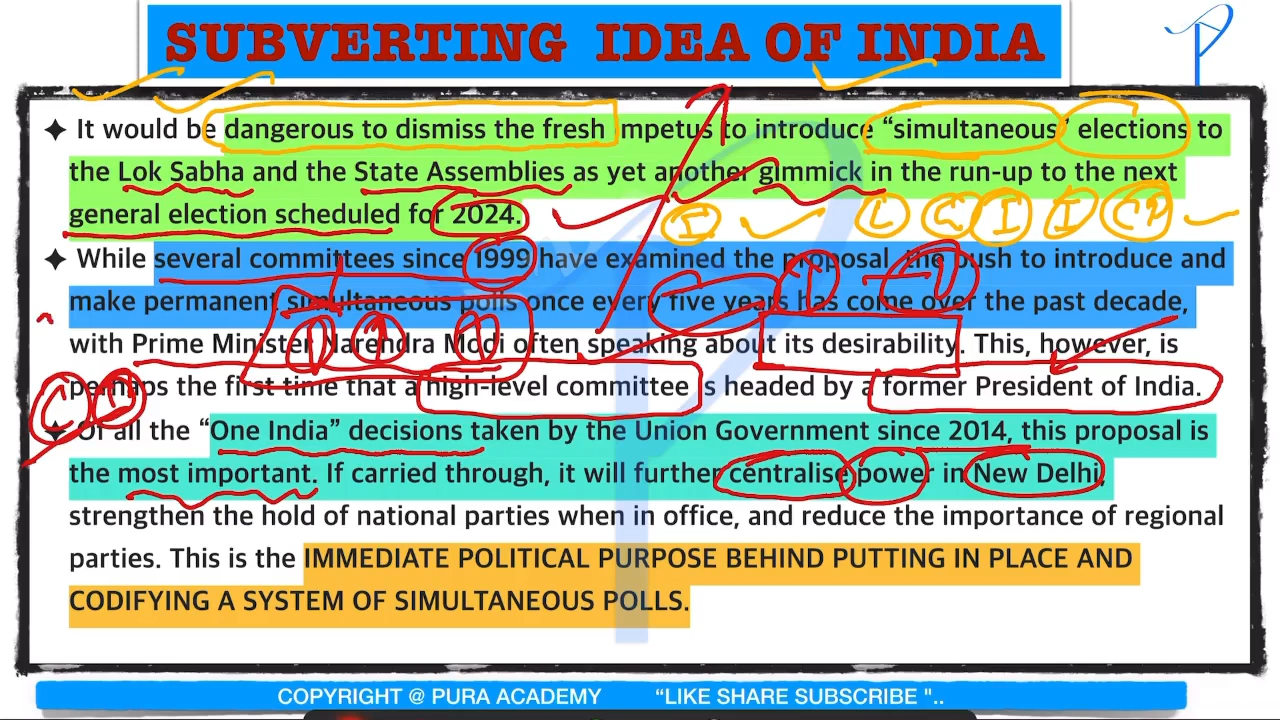 SUBVERTING IDEA OF INDIA
✦ It would be dangerous to dismiss the fresh impetus to introduce “simultaneous” elections to
the Lok Sabha and the State Assemblies as yet another gimmick in the run-up to the next
general election scheduled for 2024.
✦ While several committees since 1999 have examined the proposal, the push to introduce and
make permanent simultaneous polls once every five years has come over the past decade,
with Prime Minister Narendra Modi often speaking about its desirability. This, however, is
perhaps the first time that a high-level committee is headed by a former President of India.
✦ Of all the “One India” decisions taken by the Union Government since 2014, this proposal is
the most important. If carried through, it will further centralise power in New Delhi,
strengthen the hold of national parties when in office, and reduce the importance of regional
parties. This is the IMMEDIATE POLITICAL PURPOSE BEHIND PUTTING IN PLACE AND
CODIFYING A SYSTEM OF SIMULTANEOUS POLLS.
COPYRIGHT @ PURA ACADEMY “LIKE SHARE SUBSCRIBE "..